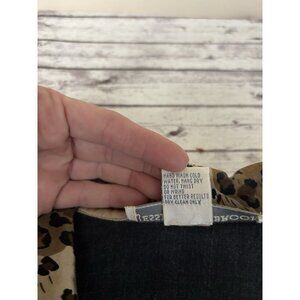 HAND WASH COLD
WATER, HANG DRY
DO NOT TWIST
OR WRING
FOR BETTER RESULTS
DRY CLEAN ONLY